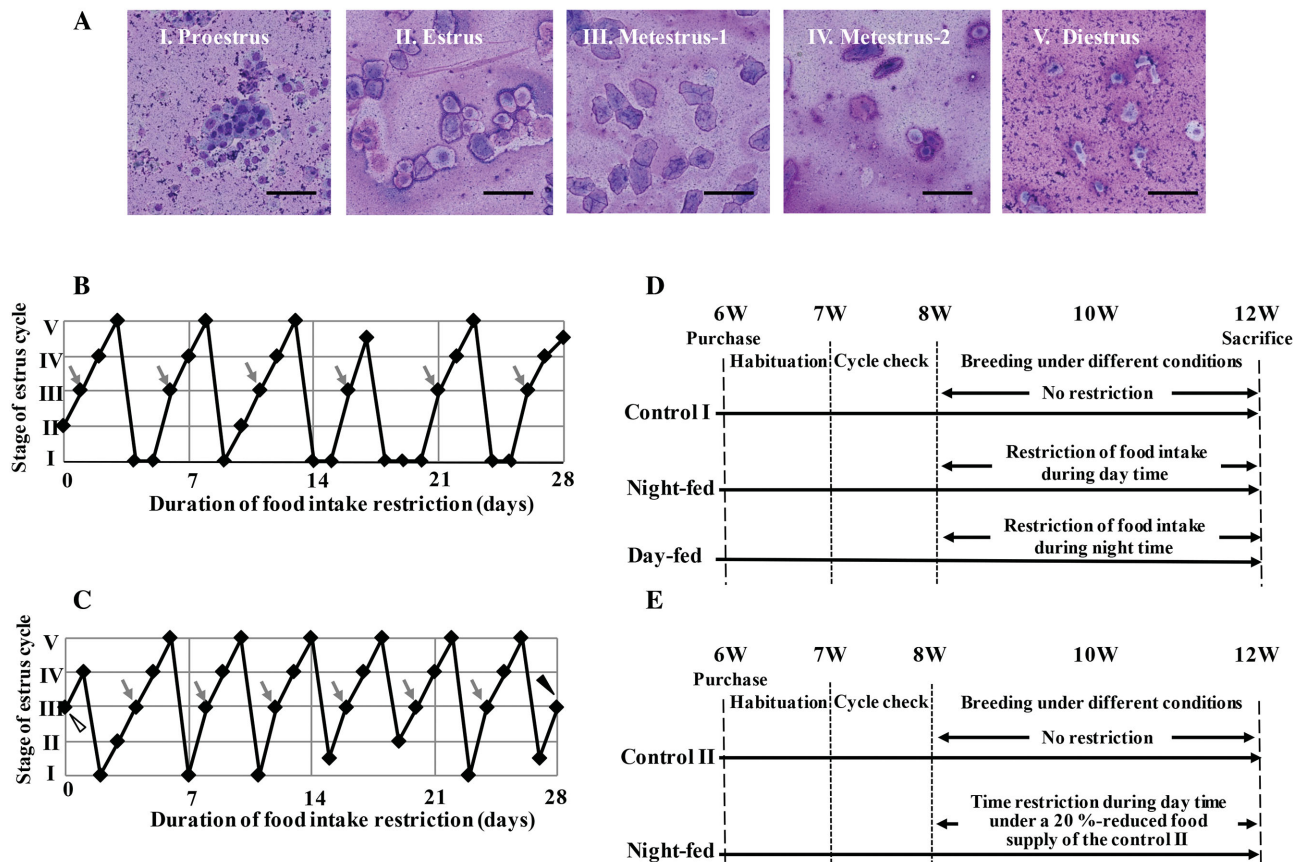 A
I. Proestrus
II. Estrus
III. Metestrus-1
IV. Metestrus-2
V. Diestrus
B
Stage of estrus cycle
V
IV
III
II
I
0
7
14
21
28
Duration of food intake restriction (days)
C
Stage of estrus cycle
V
IV
III
II
I
0
7
14
21
28
Duration of food intake restriction (days)
D
6W
7W
8W
10W
12W
Purchase
Sacrifice
Habituation
Cycle check
Breeding under different conditions
No restriction
Control I
Restriction of food intake
during day time
Night-fed
Restriction of food intake
during night time
Day-fed
E
6W
7W
8W
10W
12W
Purchase
Habituation
Cycle check
Breeding under different conditions
No restriction
Control II
Time restriction during day time
under a 20 %-reduced food
supply of the control II
Night-fed